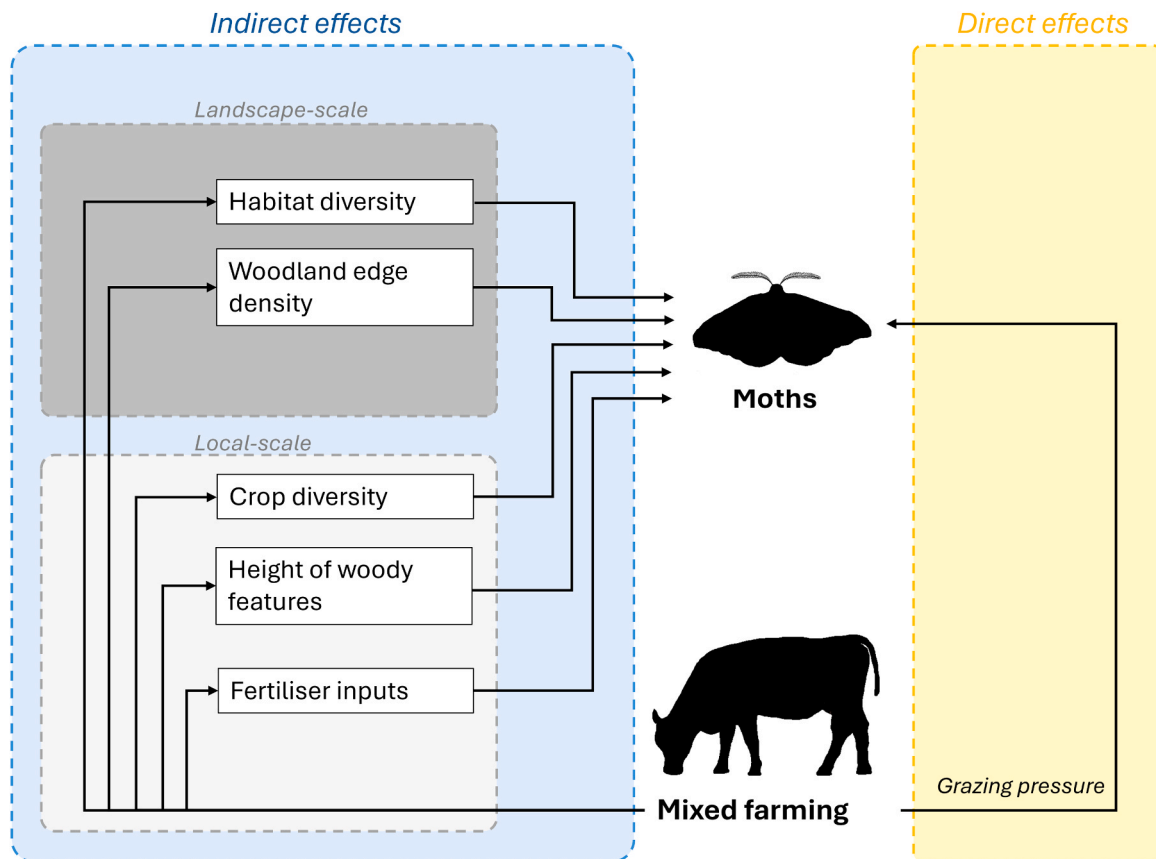 Indirect effects
Direct effects
Landscape-scale
Habitat diversity
Woodland edge
density
Moths
Local-scale
Crop diversity
Height of woody
features
Fertiliser inputs
Grazing pressure
Mixed farming